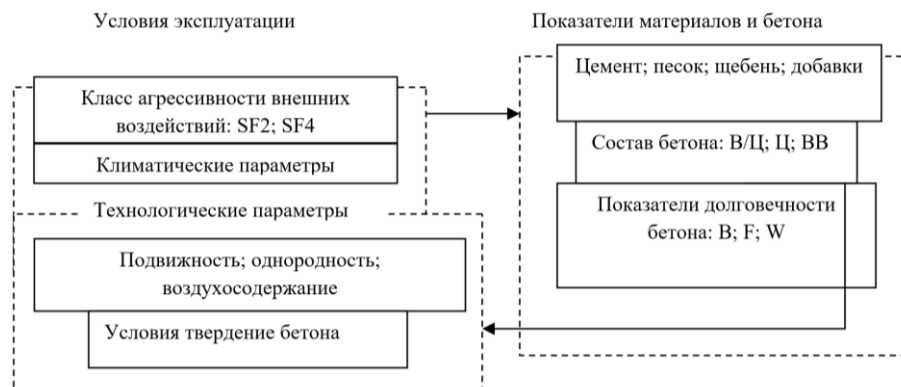 Условия эксплуатации
Класс агрессивности внешних
воздействий: SF2; SF4
Климатические параметры
Технологические параметры
Подвижность; однородность;
воздухосодержание
Условия твердение бетона
Показатели материалов и бетона
Цемент; песок; щебень; добавки
Состав бетона: В/Ц; Ц; ВВ
Показатели долговечности
бетона: B; F; W